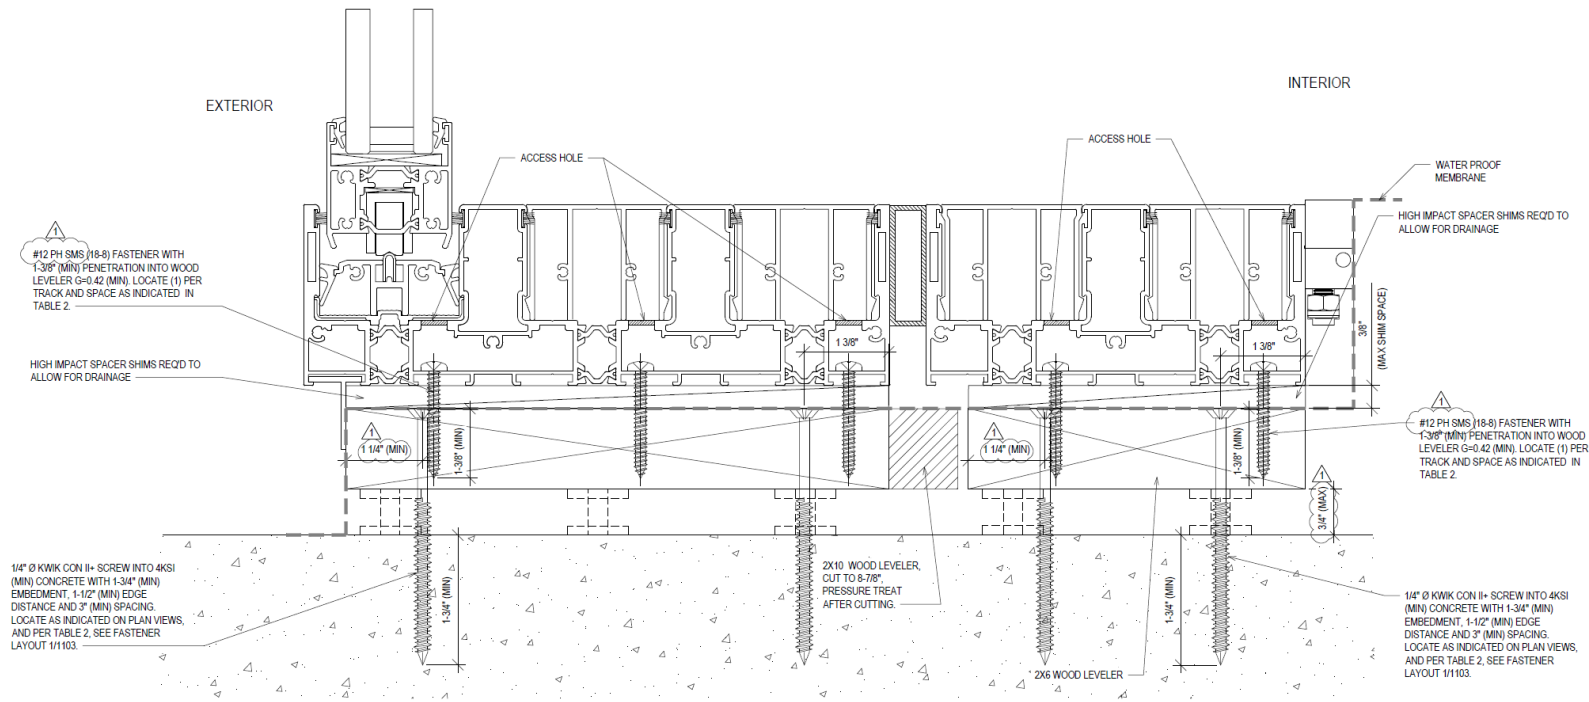 EXTERIOR
INTERIOR
ACCESS HOLE
ACCESS HOLE
WATER PROOF
MEMBRANE
HIGH IMPACT SPACER SHIMS REQ'D TO
ALLOW FOR DRAINAGE
1
#12 PH SMS (18-8) FASTENER WITH
1-3/8" (MIN) PENETRATION INTO WOOD
LEVELER G=0.42 (MIN). LOCATE (1) PER
TRACK AND SPACE AS INDICATED IN
TABLE 2.
HIGH IMPACT SPACER SHIMS REQ'D TO
ALLOW FOR DRAINAGE
1 3/8"
1 3/8"
3/8"
(MAX SHIM SPACE)
1
1 1/4" (MIN)
1-3/8" (MIN)
1
1 1/4" (MIN)
1-3/8" (MIN)
1
#12 PH SMS (18-8) FASTENER WITH
1-3/8" (MIN) PENETRATION INTO WOOD
LEVELER G=0.42 (MIN). LOCATE (1) PER
TRACK AND SPACE AS INDICATED IN
TABLE 2.
1
3/4" (MAX)
1/4" Ø KWIK CON II+ SCREW INTO 4KSI
(MIN) CONCRETE WITH 1-3/4" (MIN)
EMBEDMENT, 1-1/2" (MIN) EDGE
DISTANCE AND 3" (MIN) SPACING.
LOCATE AS INDICATED ON PLAN VIEWS,
AND PER TABLE 2, SEE FASTENER
LAYOUT 1/1103.
1-3/4" (MIN)
2X10 WOOD LEVELER,
CUT TO 8-7/8",
PRESSURE TREAT
AFTER CUTTING.
1-3/4" (MIN)
2X6 WOOD LEVELER
1/4" Ø KWIK CON II+ SCREW INTO 4KSI
(MIN) CONCRETE WITH 1-3/4" (MIN)
EMBEDMENT, 1-1/2" (MIN) EDGE
DISTANCE AND 3" (MIN) SPACING.
LOCATE AS INDICATED ON PLAN VIEWS,
AND PER TABLE 2, SEE FASTENER
LAYOUT 1/1103.